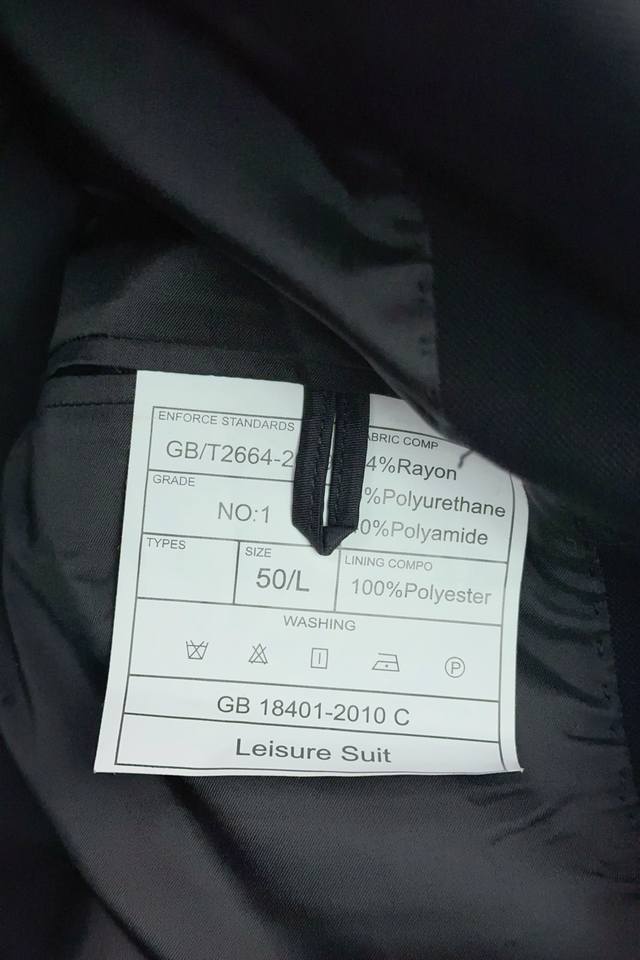 ENFORCE STANDARDS
GB/T2664-2
GRADE
NO:1
ABRIC COMP
4%Rayon
%Polyurethane
0%Polyamide
TYPES
SIZE
50/L
LINING COMPO
100%Polyester
WASHING
P
GB 18401-2010 C
Leisure Suit